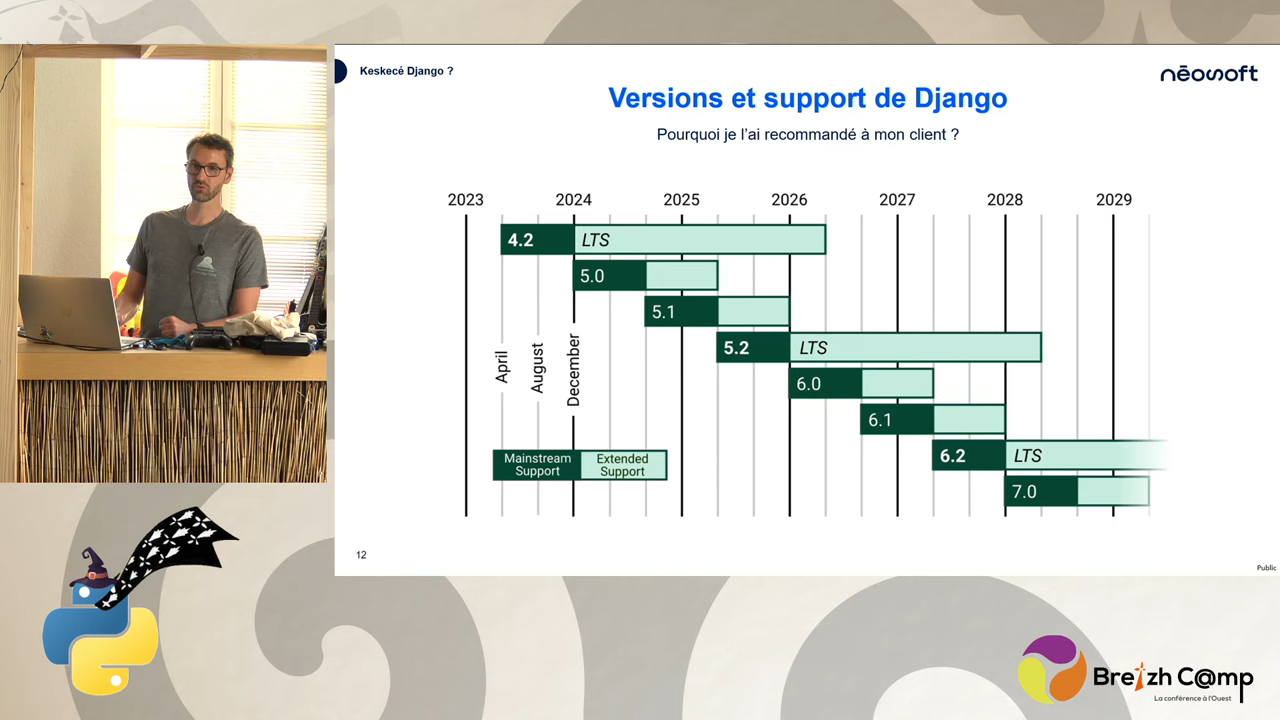 Keskecé Django ?
nēosoft
Versions et support de Django
Pourquoi je l'ai recommandé à mon client ?
2023 2024 2025 2026 2027 2028 2029
4.2 LTS
5.0
5.1
5.2 LTS
6.0
6.1
6.2 LTS
7.0
April
August
December
Mainstream Support
Extended Support
12
Public
Breizh C@mp
La conférence à l'Ouest